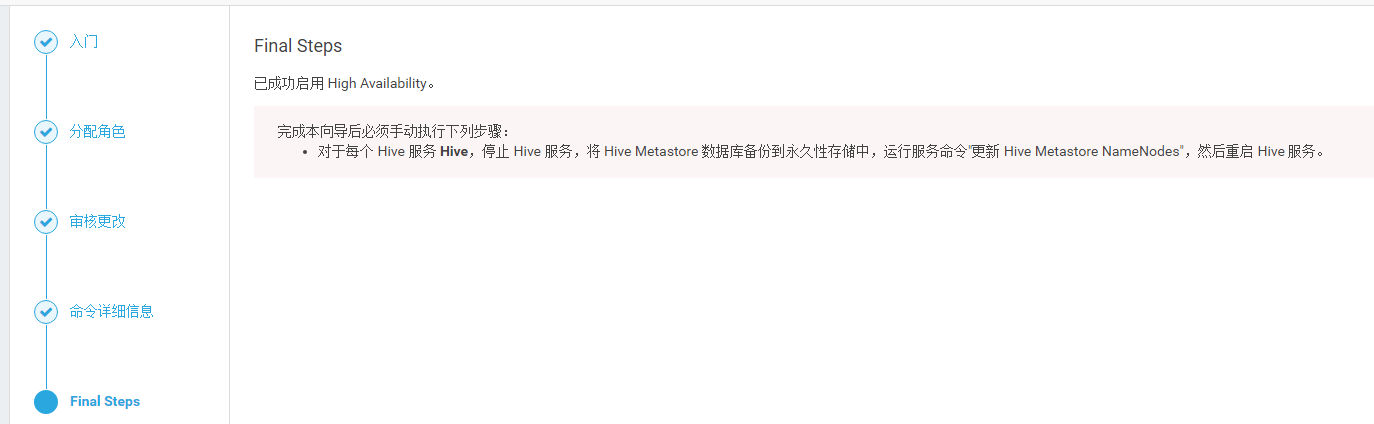 入门
分配角色
审核更改
命令详细信息
Final Steps
Final Steps
已成功启用 High Availability。
完成本向导后必须手动执行下列步骤：
• 对于每个 Hive 服务 Hive，停止 Hive 服务，将 Hive Metastore 数据库备份到永久性存储中，运行服务命令"更新 Hive Metastore NameNodes"，然后重启 Hive 服务。